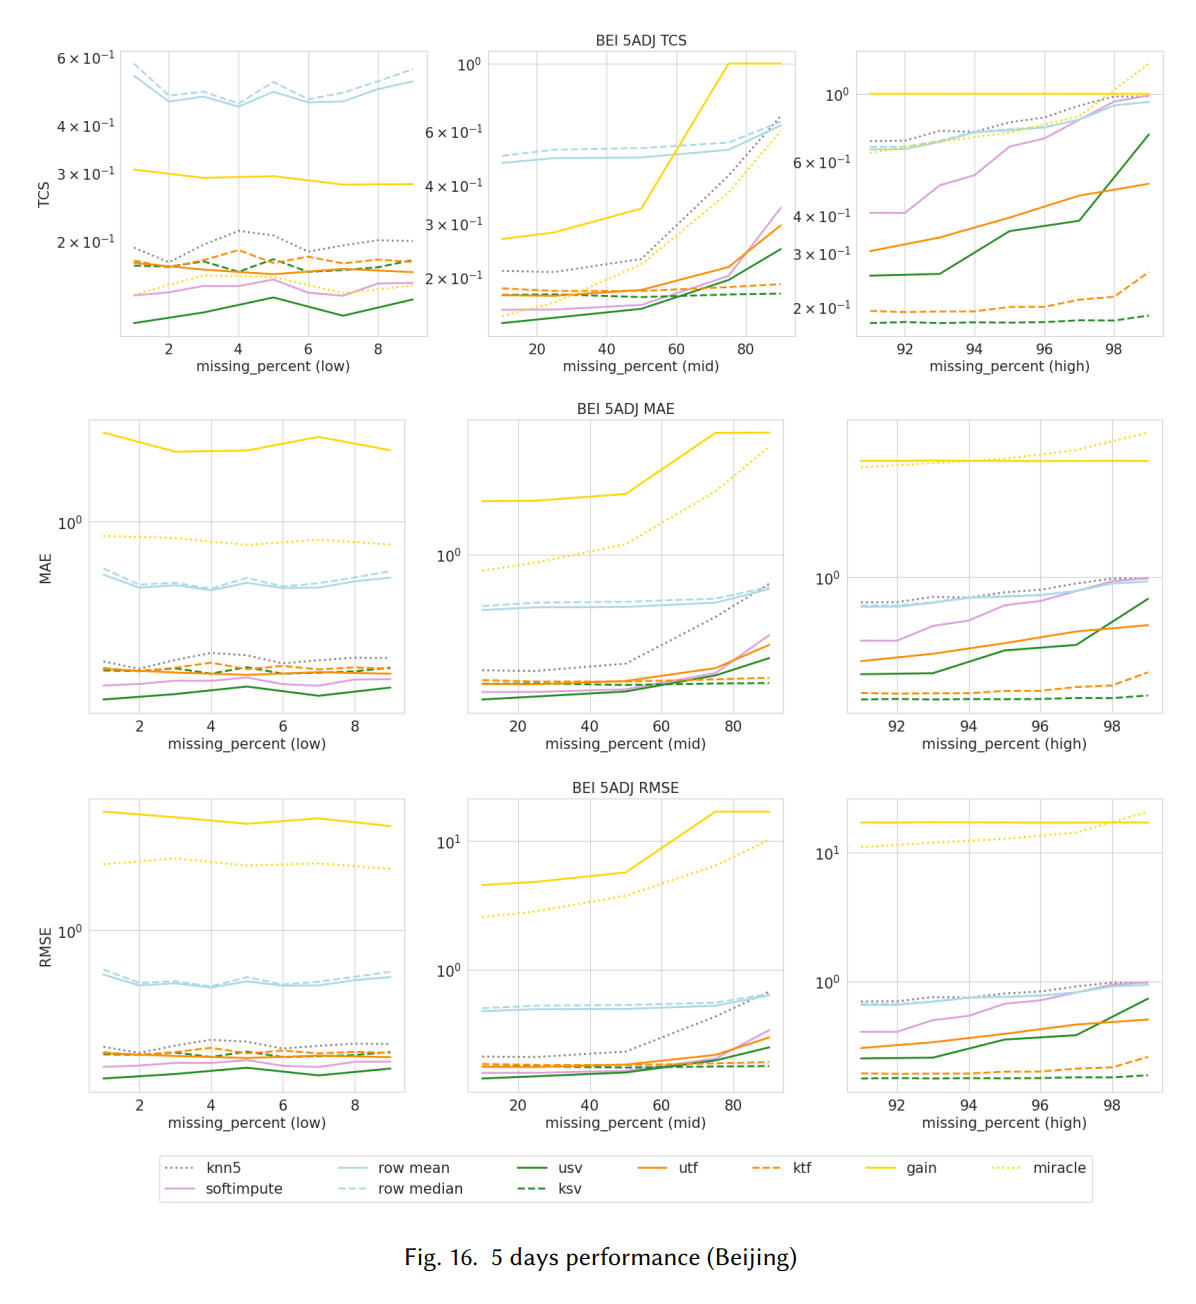 BEI 5ADJ TCS
TCS
6 × 10⁻¹
4 × 10⁻¹
3 × 10⁻¹
2 × 10⁻¹
2 4 6 8
missing_percent (low)
10⁰
6 × 10⁻¹
4 × 10⁻¹
3 × 10⁻¹
2 × 10⁻¹
20 40 60 80
missing_percent (mid)
10⁰
6 × 10⁻¹
4 × 10⁻¹
3 × 10⁻¹
2 × 10⁻¹
92 94 96 98
missing_percent (high)
BEI 5ADJ MAE
MAE
10⁰
2 4 6 8
missing_percent (low)
10⁰
20 40 60 80
missing_percent (mid)
10⁰
92 94 96 98
missing_percent (high)
BEI 5ADJ RMSE
RMSE
10⁰
2 4 6 8
missing_percent (low)
10¹
10⁰
20 40 60 80
missing_percent (mid)
10¹
10⁰
92 94 96 98
missing_percent (high)
knn5 row mean usv utf ktf gain miracle
softimpute row median ksv
Fig. 16. 5 days performance (Beijing)